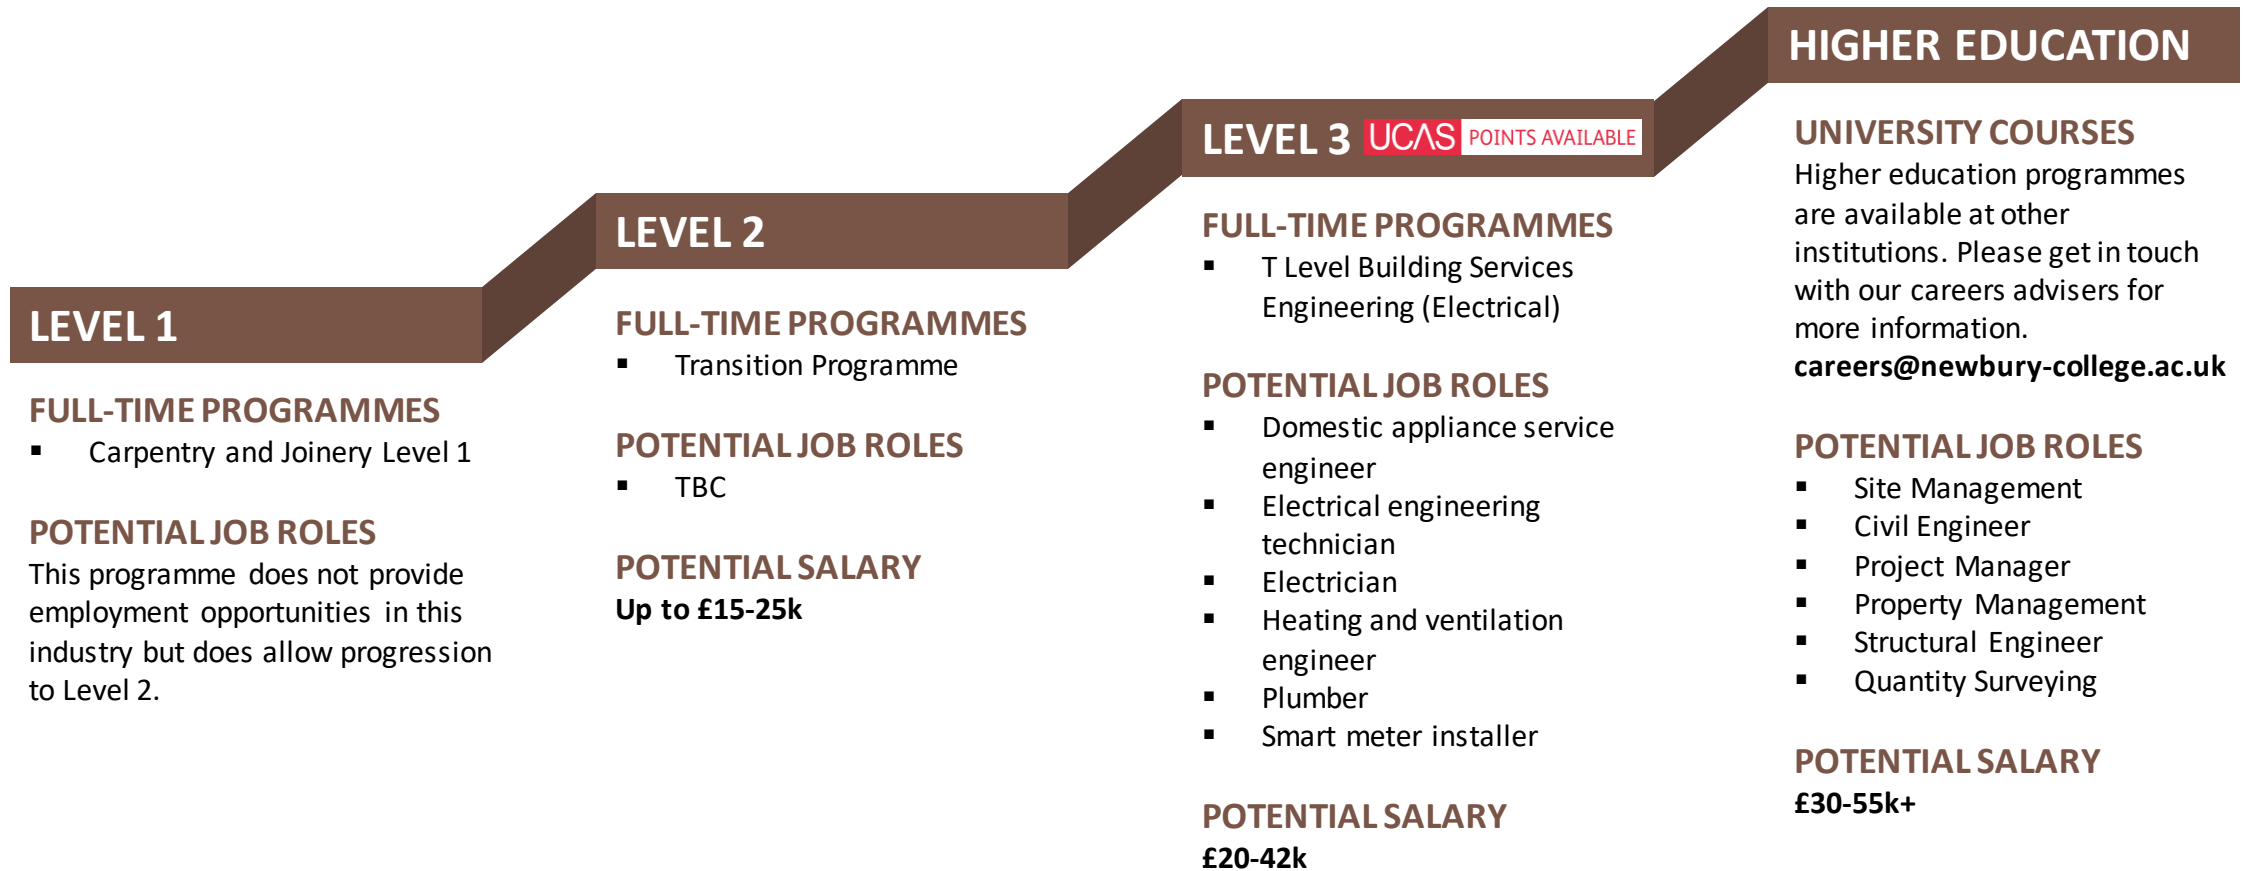 LEVEL 1
FULL-TIME PROGRAMMES
▪ Carpentry and Joinery Level 1
POTENTIAL JOB ROLES
This programme does not provide
employment opportunities in this
industry but does allow progression
to Level 2.
LEVEL 2
FULL-TIME PROGRAMMES
▪ Transition Programme
POTENTIAL JOB ROLES
▪ TBC
POTENTIAL SALARY
Up to £15-25k
LEVEL 3 UCAS POINTS AVAILABLE
FULL-TIME PROGRAMMES
▪ T Level Building Services
Engineering (Electrical)
POTENTIAL JOB ROLES
▪ Domestic appliance service
engineer
▪ Electrical engineering
technician
▪ Electrician
▪ Heating and ventilation
engineer
▪ Plumber
▪ Smart meter installer
POTENTIAL SALARY
£20-42k
HIGHER EDUCATION
UNIVERSITY COURSES
Higher education programmes
are available at other
institutions. Please get in touch
with our careers advisers for
more information.
careers@newbury-college.ac.uk
POTENTIAL JOB ROLES
▪ Site Management
▪ Civil Engineer
▪ Project Manager
▪ Property Management
▪ Structural Engineer
▪ Quantity Surveying
POTENTIAL SALARY
£30-55k+